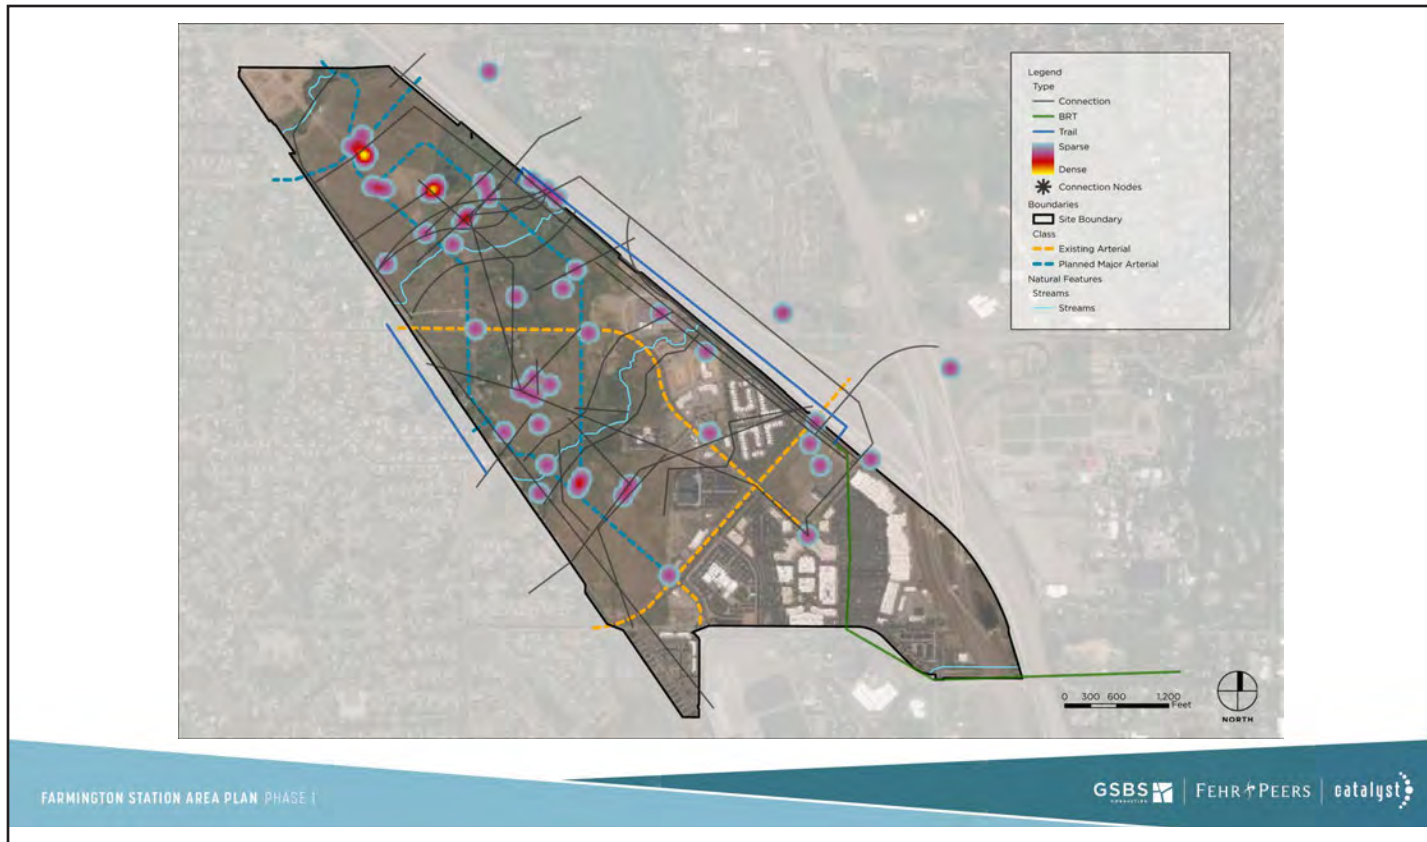 Legend
Type
Connection
BRT
Trail
Sparse
Dense
Connection Nodes
Boundaries
Site Boundary
Class
Existing Arterial
Planned Major Arterial
Natural Features
Streams
Streams
0 300 600 1,200
Feet
NORTH
FARMINGTON STATION AREA PLAN PHASE 1
GSBS
CONSULTING
FEHR PEERS
catalyst